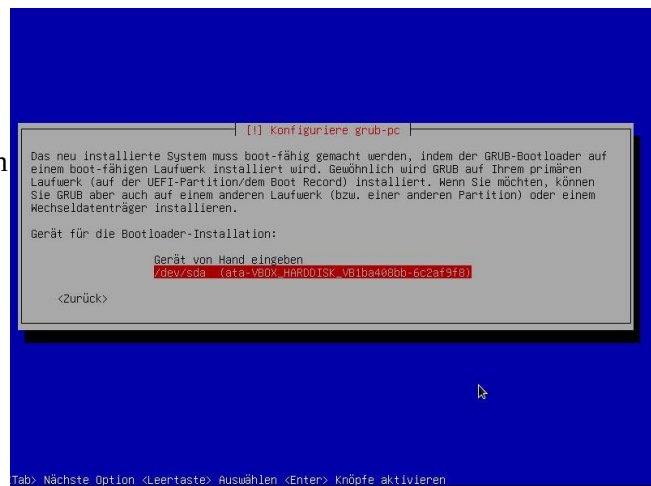 [!] Konfiguriere grub-pc
Das neu installierte System muss boot-fähig gemacht werden, indem der GRUB-Bootloader auf
einem boot-fähigen Laufwerk installiert wird. Gewöhnlich wird GRUB auf Ihrem primären
Laufwerk (auf der UEFI-Partition/dem Boot Record) installiert. Wenn Sie möchten, können
Sie GRUB aber auch auf einem anderen Laufwerk (bzw. einer anderen Partition) oder einem
Wechseldatenträger installieren.
Gerät für die Bootloader-Installation:
Gerät von Hand eingeben
/dev/sda (ata-VBOX_HARDDISK_VB1ba408bb-6c2af9f8)
<Zurück>
Tab> Nächste Option <Leertaste> Auswählen <Enter> Knöpfe aktivieren